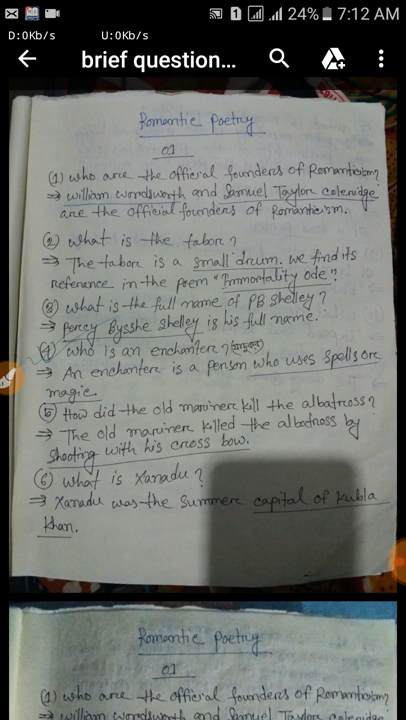 24% 7:12 AM
D:0Kb/s U:0Kb/s
brief question...
Romantic poetry
01
(1) who are the official founders of Romanticism?
⇒ william wordsworth and Samuel Taylor coleridge
are the official founders of Romanticism.
(2) what is the tabor?
⇒ The tabor is a small drum. we find its
reference in the poem "Immortality ode".
(3) what is the full name of PB Shelley?
⇒ percy Bysshe Shelley is his full name.
(4) who is an enchanter?
⇒ An enchanter is a person who uses spells or
magic.
(5) How did the old mariner kill the albatross?
⇒ The old mariner killed the albatross by
shooting with his cross bow.
(6) what is Xanadu?
⇒ Xanadu was the summer capital of Kubla
Khan.
Romantic poetry
01
(1) who are the official founders of Romanticism?
⇒ william wordsworth and Samuel Taylor coleridge